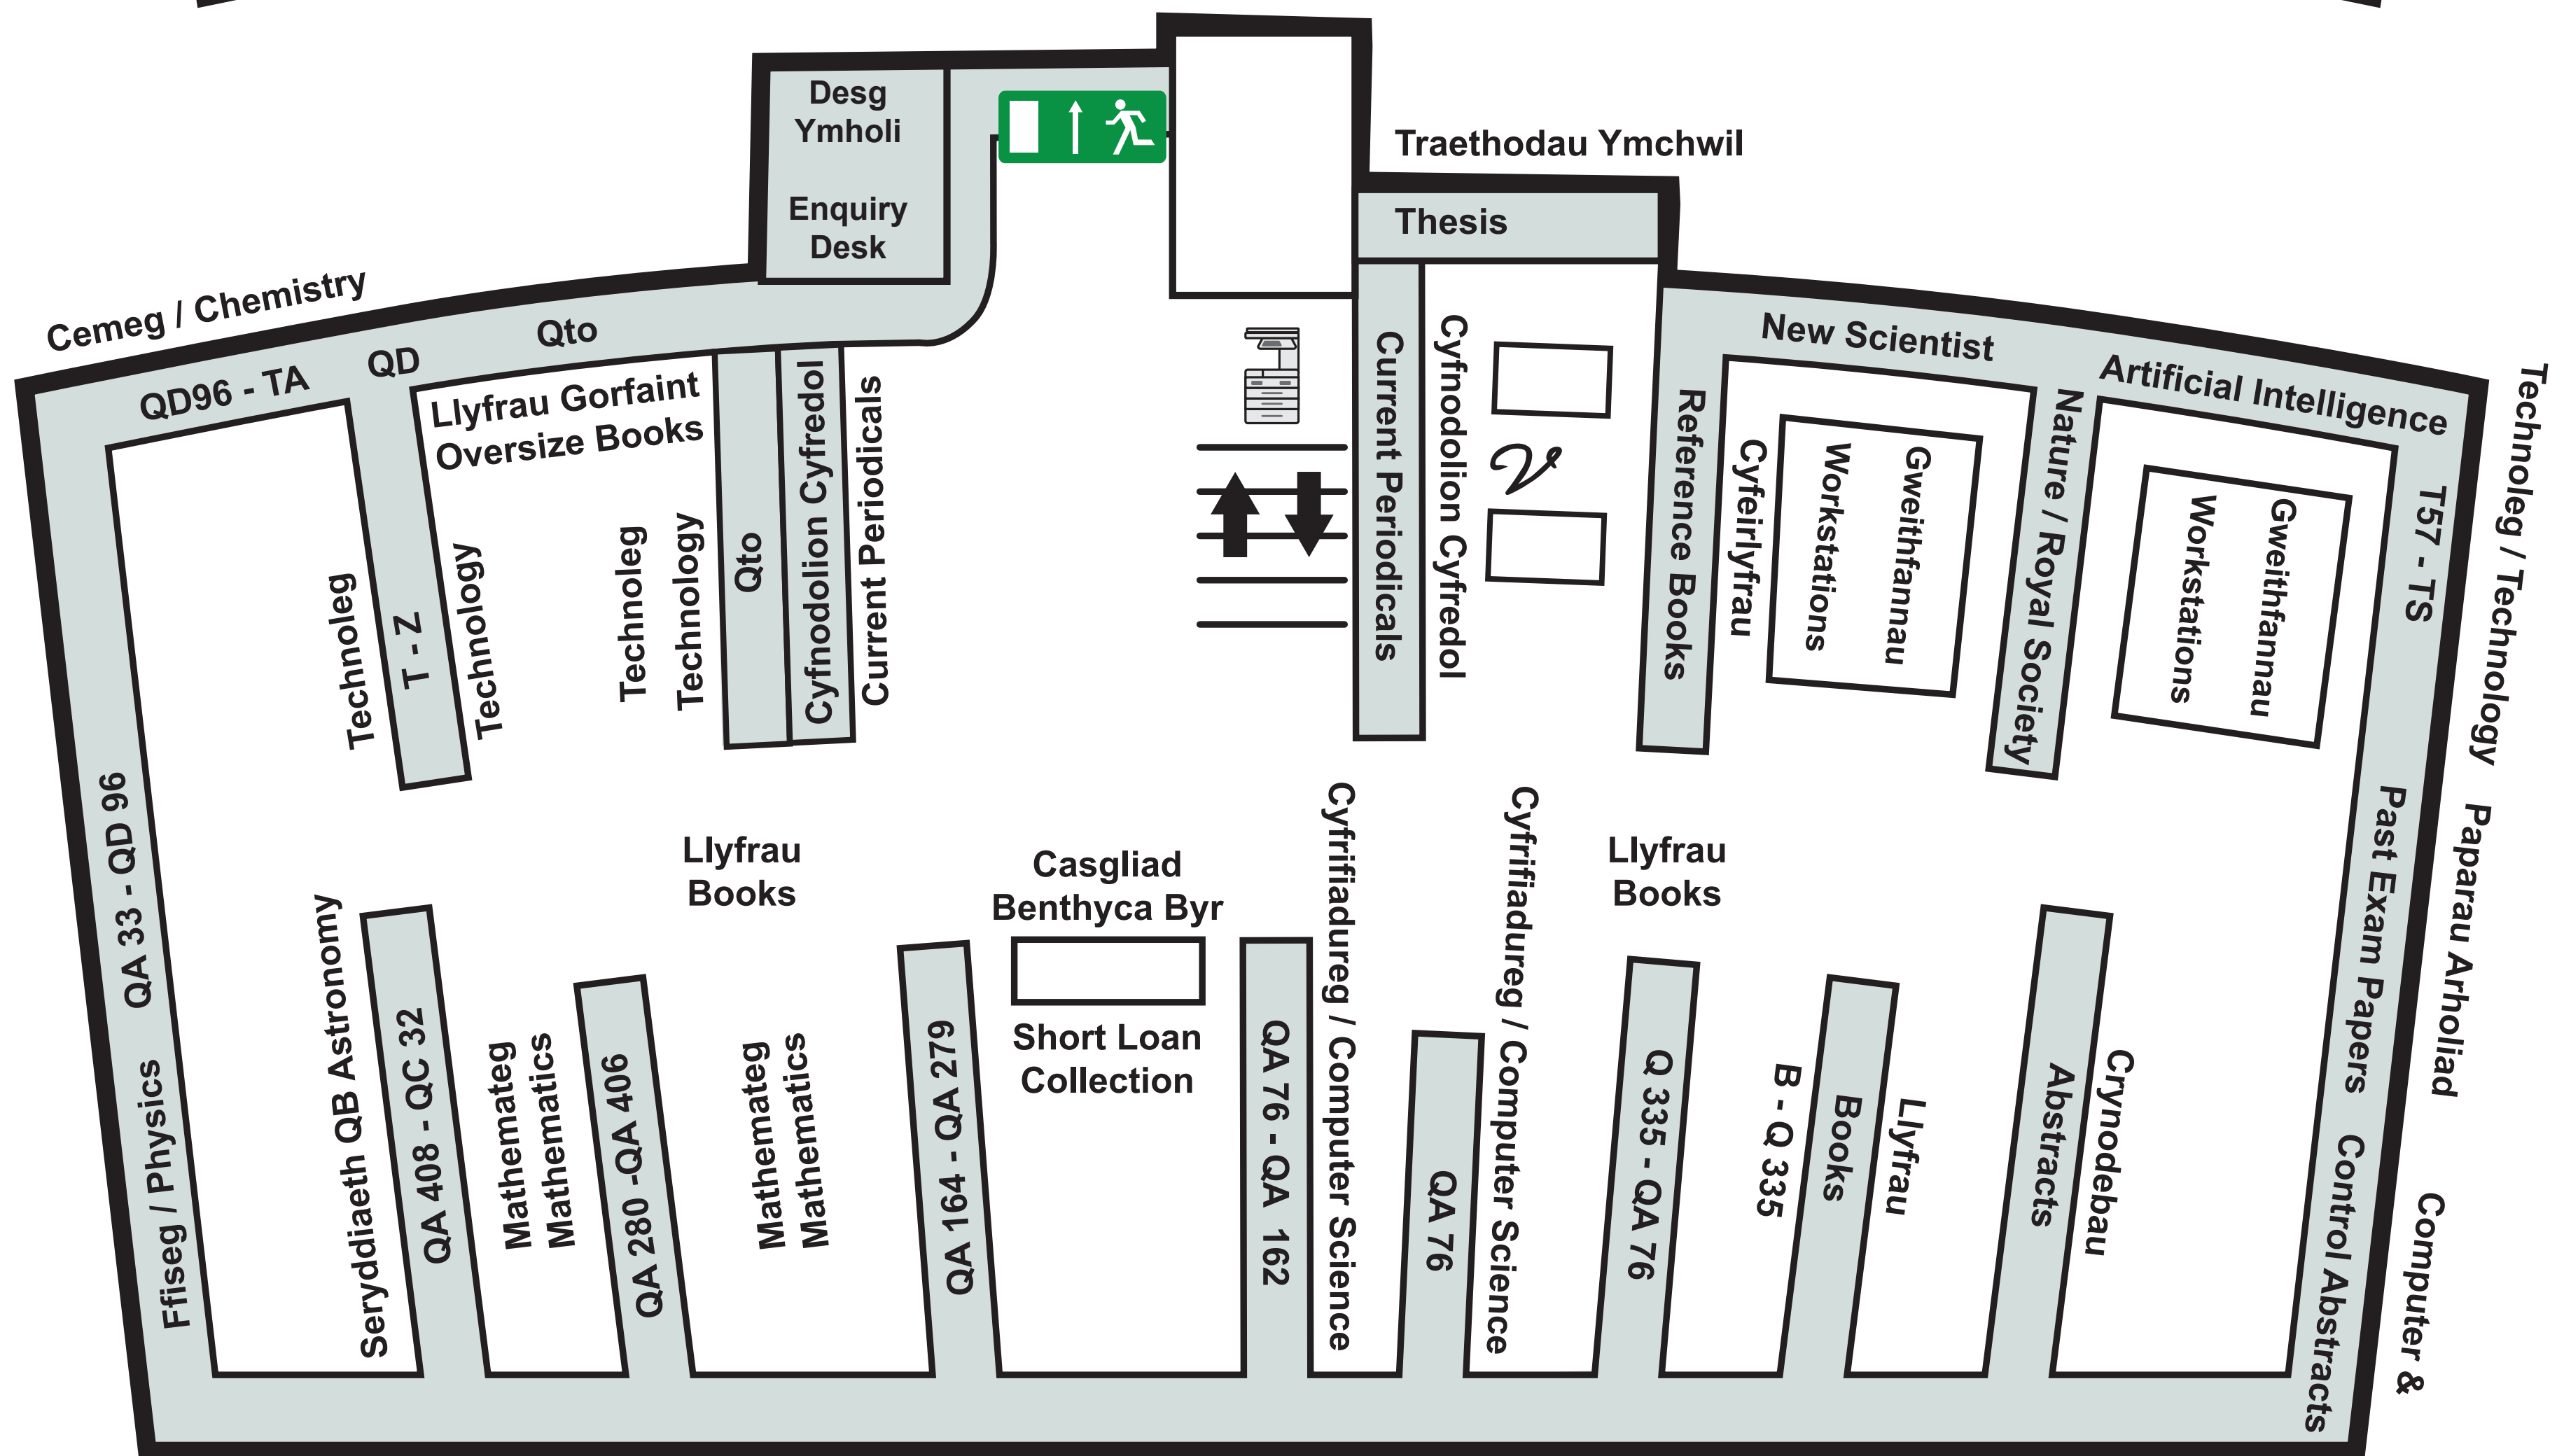 Desg
Ymholi
Enquiry
Desk
Traethodau Ymchwil
Thesis
Cemeg / Chemistry
QD96 - TA
QD
Qto
Llyfrau Gorfaint
Oversize Books
Technoleg
T - Z
Technology
Technoleg
Technology
Qto
Cyfnodolion Cyfredol
Current Periodicals
Current Periodicals
Cyfnodolion Cyfredol
Reference Books
Cyfeirlyfrau
New Scientist
Workstations
Gweithfannau
Nature / Royal Society
Artificial Intelligence
Workstations
Gweithfannau
T57 - TS
Technoleg / Technology
Past Exam Papers
Papurau Arholiad
Control Abstracts
Computer &
QA 33 - QD 96
Ffiseg / Physics
Seryddiaeth QB Astronomy
QA 408 - QC 32
Mathemateg
Mathematics
QA 280 - QA 406
Llyfrau
Books
Mathemateg
Mathematics
QA 164 - QA 279
Casgliad
Benthyca Byr
Short Loan
Collection
QA 76 - QA 162
Cyfrifiadureg / Computer Science
QA 76
Cyfrifiadureg / Computer Science
Llyfrau
Books
Q 335 - QA 76
B - Q 335
Books
Llyfrau
Abstracts
Crynodebau